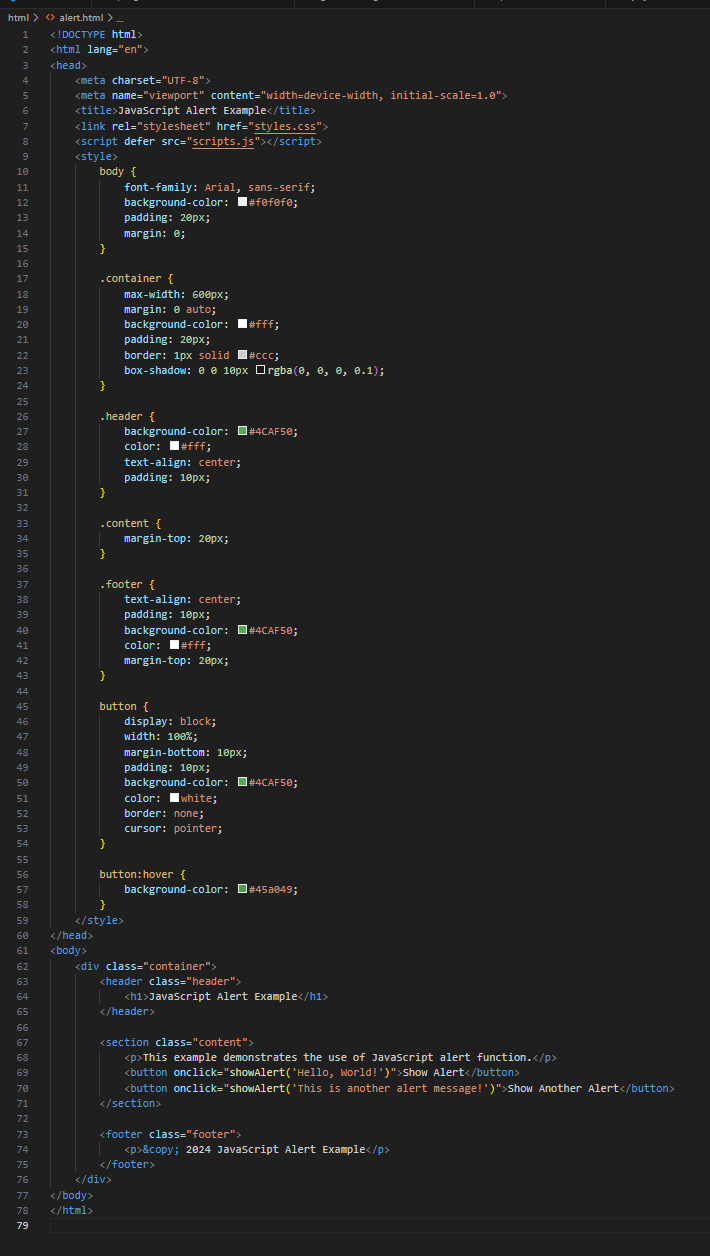 html > alert.html > ...
1 <!DOCTYPE html>
2 <html lang="en">
3 <head>
4     <meta charset="UTF-8">
5     <meta name="viewport" content="width=device-width, initial-scale=1.0">
6     <title>JavaScript Alert Example</title>
7     <link rel="stylesheet" href="styles.css">
8     <script defer src="scripts.js"></script>
9     <style>
10         body {
11             font-family: Arial, sans-serif;
12             background-color: #f0f0f0;
13             padding: 20px;
14             margin: 0;
15         }
16
17         .container {
18             max-width: 600px;
19             margin: 0 auto;
20             background-color: #fff;
21             padding: 20px;
22             border: 1px solid #ccc;
23             box-shadow: 0 0 10px rgba(0, 0, 0, 0.1);
24         }
25
26         .header {
27             background-color: #4CAF50;
28             color: #fff;
29             text-align: center;
30             padding: 10px;
31         }
32
33         .content {
34             margin-top: 20px;
35         }
36
37         .footer {
38             text-align: center;
39             padding: 10px;
40             background-color: #4CAF50;
41             color: #fff;
42             margin-top: 20px;
43         }
44
45         button {
46             display: block;
47             width: 100%;
48             margin-bottom: 10px;
49             padding: 10px;
50             background-color: #4CAF50;
51             color: white;
52             border: none;
53             cursor: pointer;
54         }
55
56         button:hover {
57             background-color: #45a049;
58         }
59     </style>
60 </head>
61 <body>
62     <div class="container">
63         <header class="header">
64             <h1>JavaScript Alert Example</h1>
65         </header>
66
67         <section class="content">
68             <p>This example demonstrates the use of JavaScript alert function.</p>
69             <button onclick="showAlert('Hello, World!')">Show Alert</button>
70             <button onclick="showAlert('This is another alert message!')">Show Another Alert</button>
71         </section>
72
73         <footer class="footer">
74             <p>&copy; 2024 JavaScript Alert Example</p>
75         </footer>
76     </div>
77 </body>
78 </html>
79